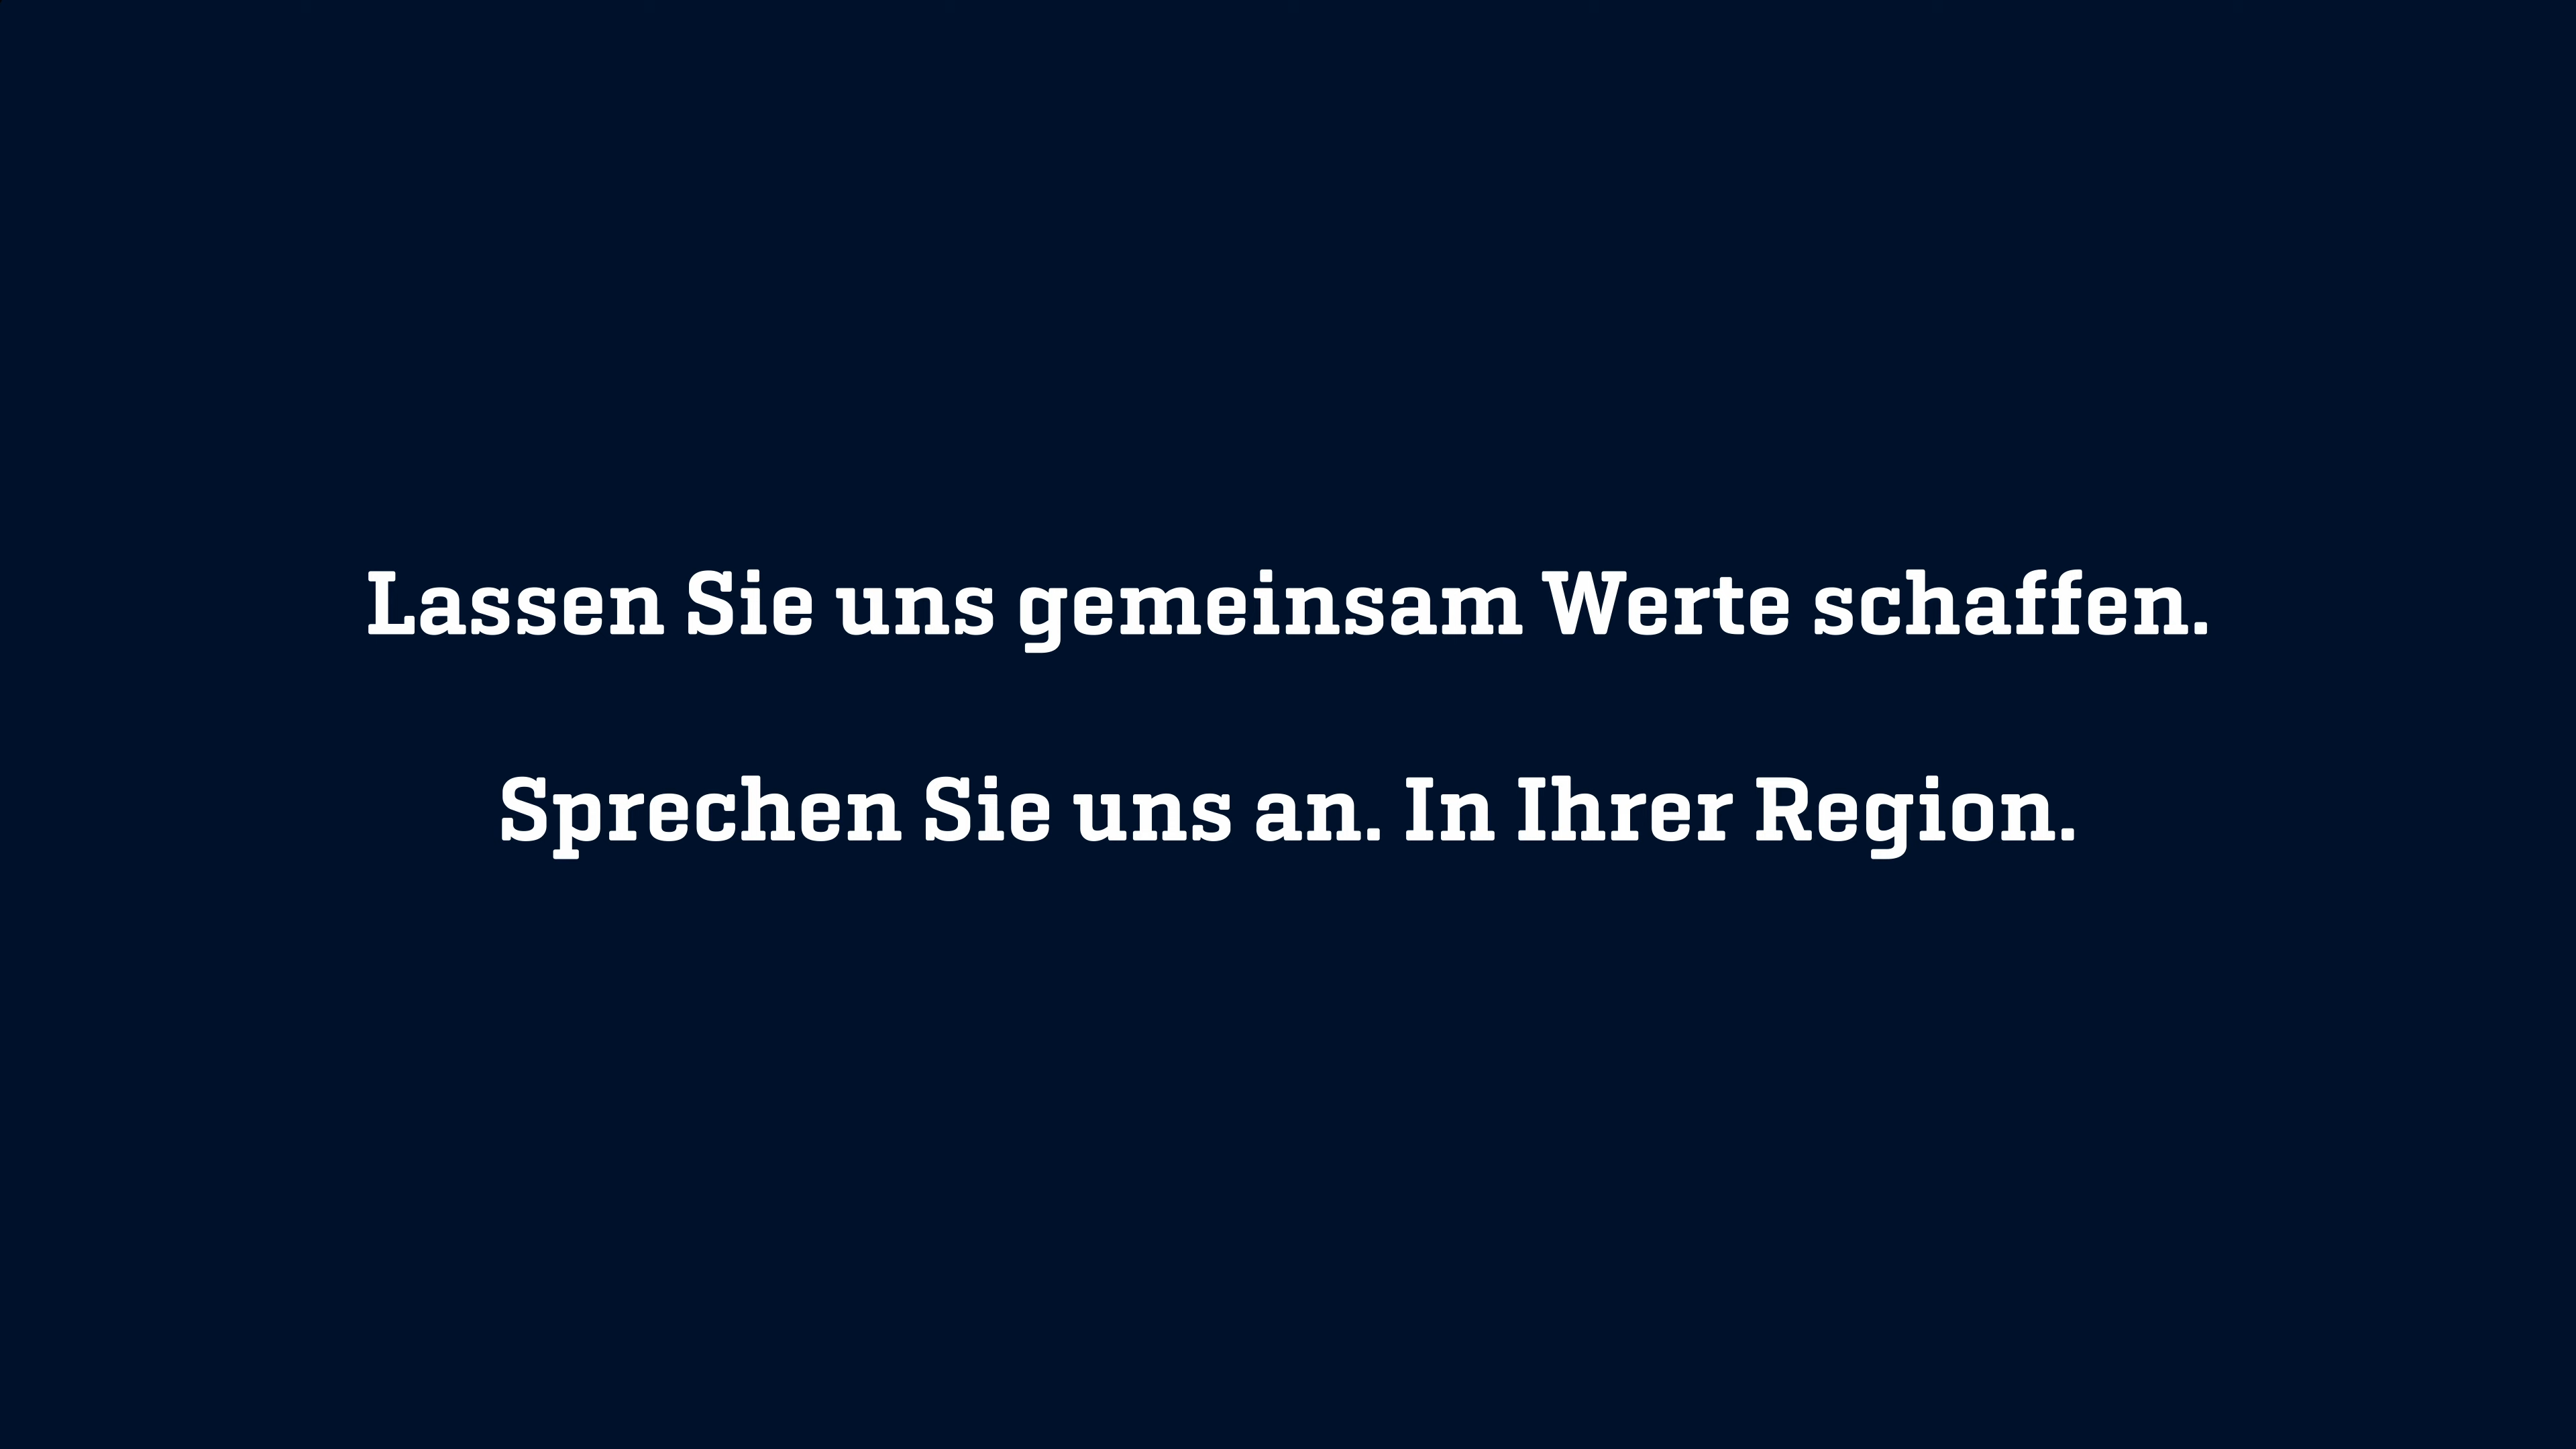 Lassen Sie uns gemeinsam Werte schaffen.
Sprechen Sie uns an. In Ihrer Region.